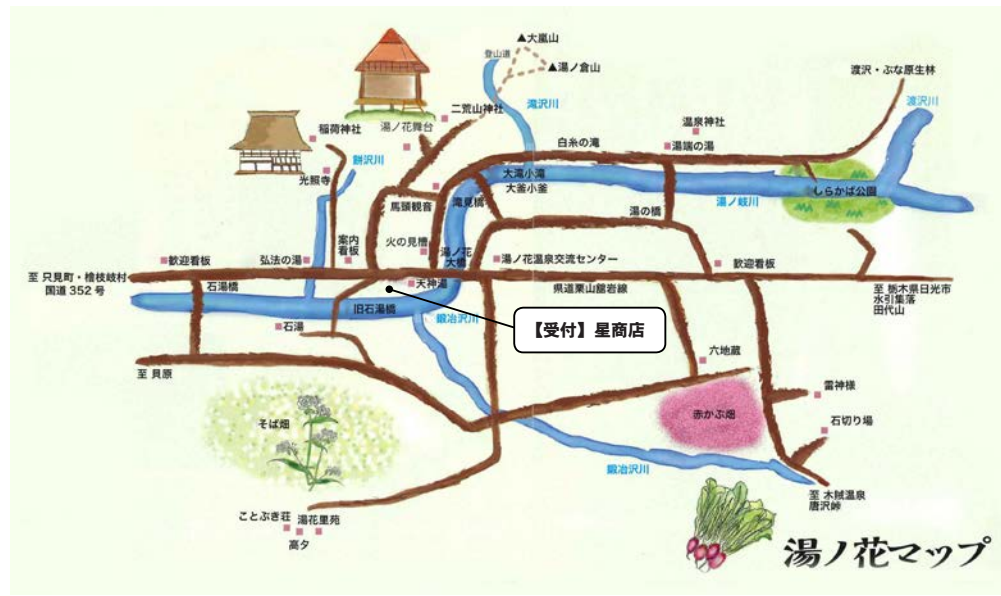 ▲大嵐山
登山道
▲湯ノ倉山
渡沢・ぶな原生林
渡沢川
滝沢川
二荒山神社
温泉神社
稲荷神社
湯ノ花舞台
白糸の滝
湯端の湯
餅沢川
光照寺
大滝小滝
大釜小釜
しらかば公園
馬頭観音
滝見橋
湯の橋
湯ノ岐川
案内
看板
火の見櫓
湯ノ花
大橋
歓迎看板
弘法の湯
湯ノ花温泉交流センター
歓迎看板
至 只見町・檜枝岐村
国道 352 号
石湯橋
天神湯
県道栗山舘岩線
至 栃木県日光市
水引集落
田代山
旧石湯橋
鍛冶沢川
石湯
【受付】星商店
至 貝原
六地蔵
雷神様
そば畑
赤かぶ畑
石切り場
鍛冶沢川
至 木賊温泉
唐沢峠
ことぶき荘
湯花里苑
高夕
湯ノ花マップ